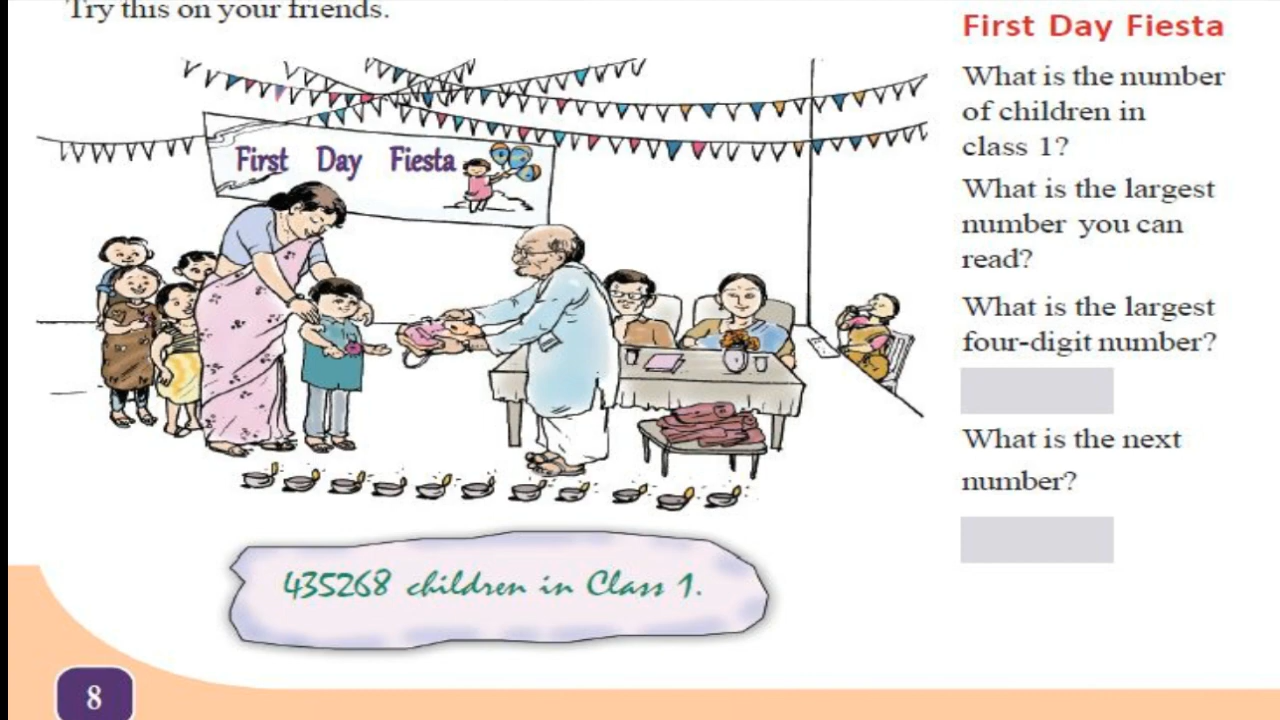 Try this on your friends.
First Day Fiesta
435268 children in Class 1.
First Day Fiesta
What is the number
of children in
class 1?
What is the largest
number you can
read?
What is the largest
four-digit number?
What is the next
number?
8